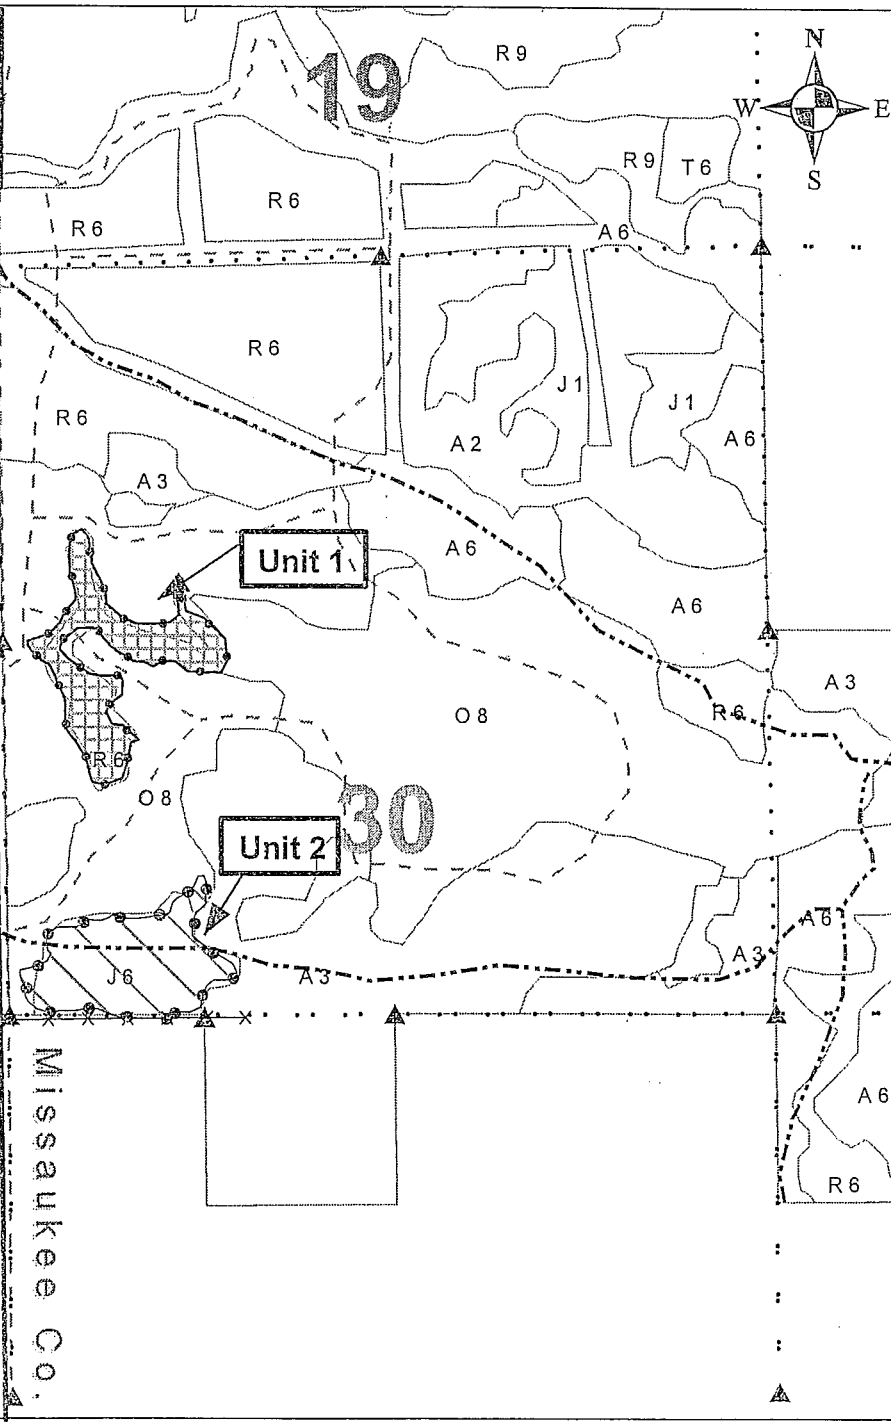 R 9
N
19
W
E
R 9
T 6
S
R 6
R 6
A 6
R 6
J 1
J 1
R 6
A 2
A 6
A 3
A 6
Unit 1
A 6
A 3
O 8
R 6
R 6
O 8
30
Unit 2
A 6
A 3
J 6
A 3
Missaukee Co.
A 6
R 6